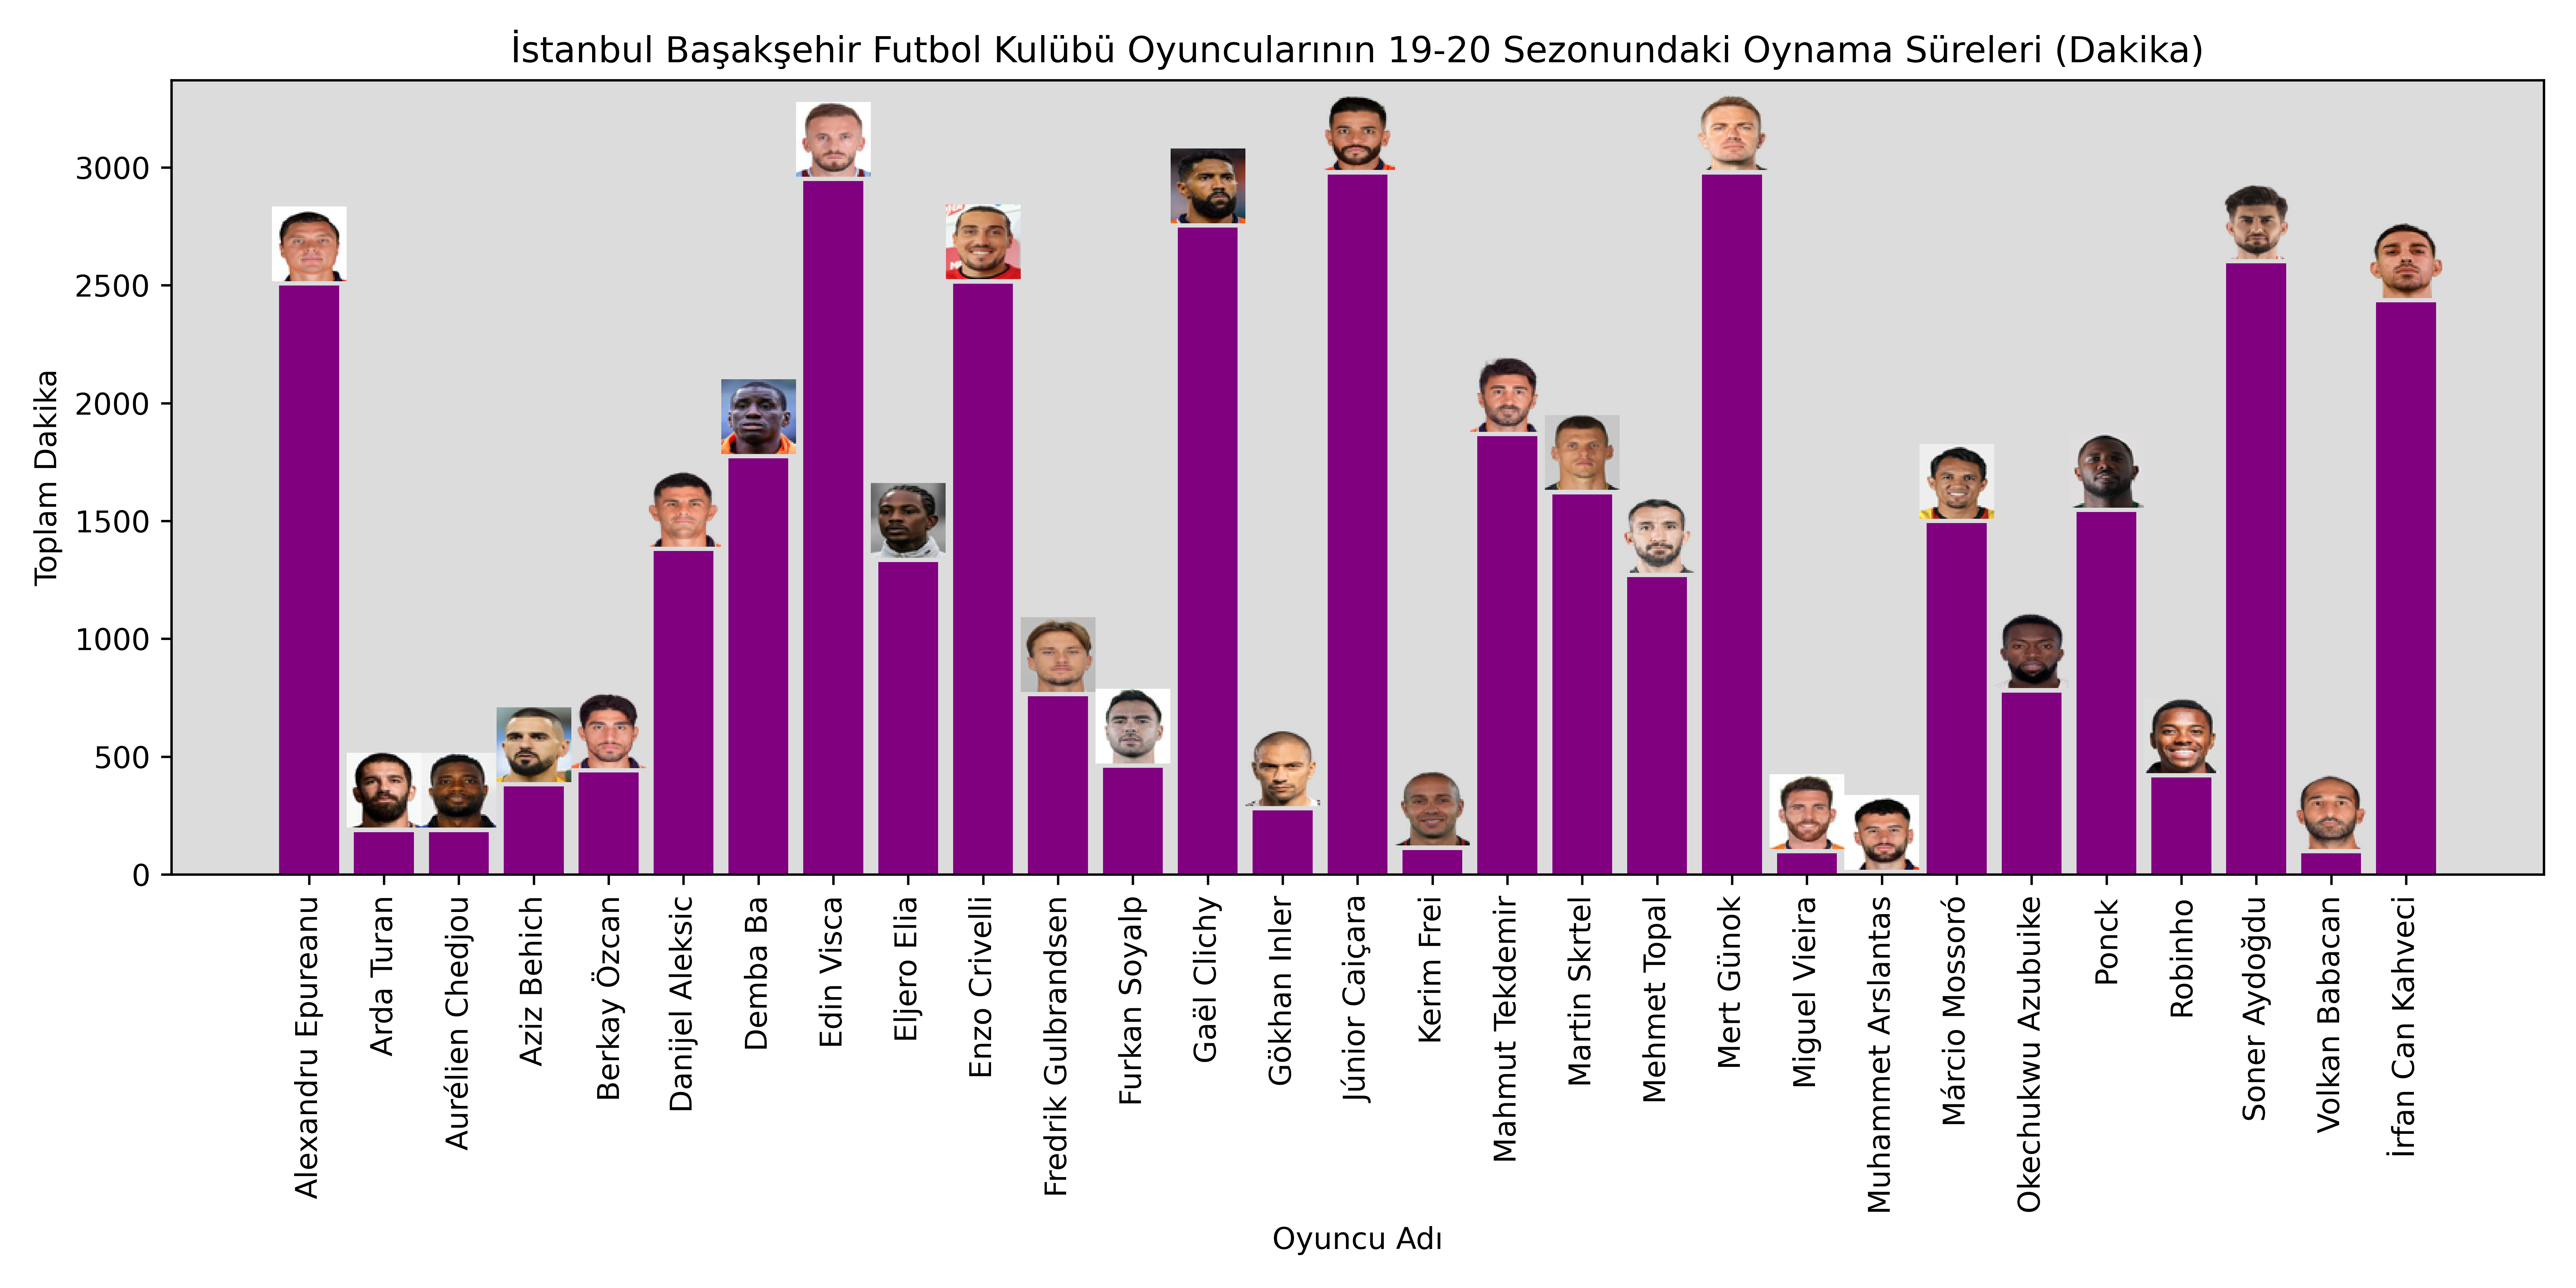 İstanbul Başakşehir Futbol Kulübü Oyuncularının 19-20 Sezonundaki Oynama Süreleri (Dakika)
Toplam Dakika
3000
2500
2000
1500
1000
500
0
Alexandru Epureanu
Arda Turan
Aurélien Chedjou
Aziz Behich
Berkay Özcan
Danijel Aleksic
Demba Ba
Edin Visca
Eljero Elia
Enzo Crivelli
Fredrik Gulbrandsen
Furkan Soyalp
Gaël Clichy
Gökhan Inler
Júnior Caiçara
Kerim Frei
Mahmut Tekdemir
Martin Skrtel
Mehmet Topal
Mert Günok
Miguel Vieira
Muhammet Arslantas
Márcio Mossoró
Okechukwu Azubuike
Ponck
Robinho
Soner Aydoğdu
Volkan Babacan
İrfan Can Kahveci
Oyuncu Adı